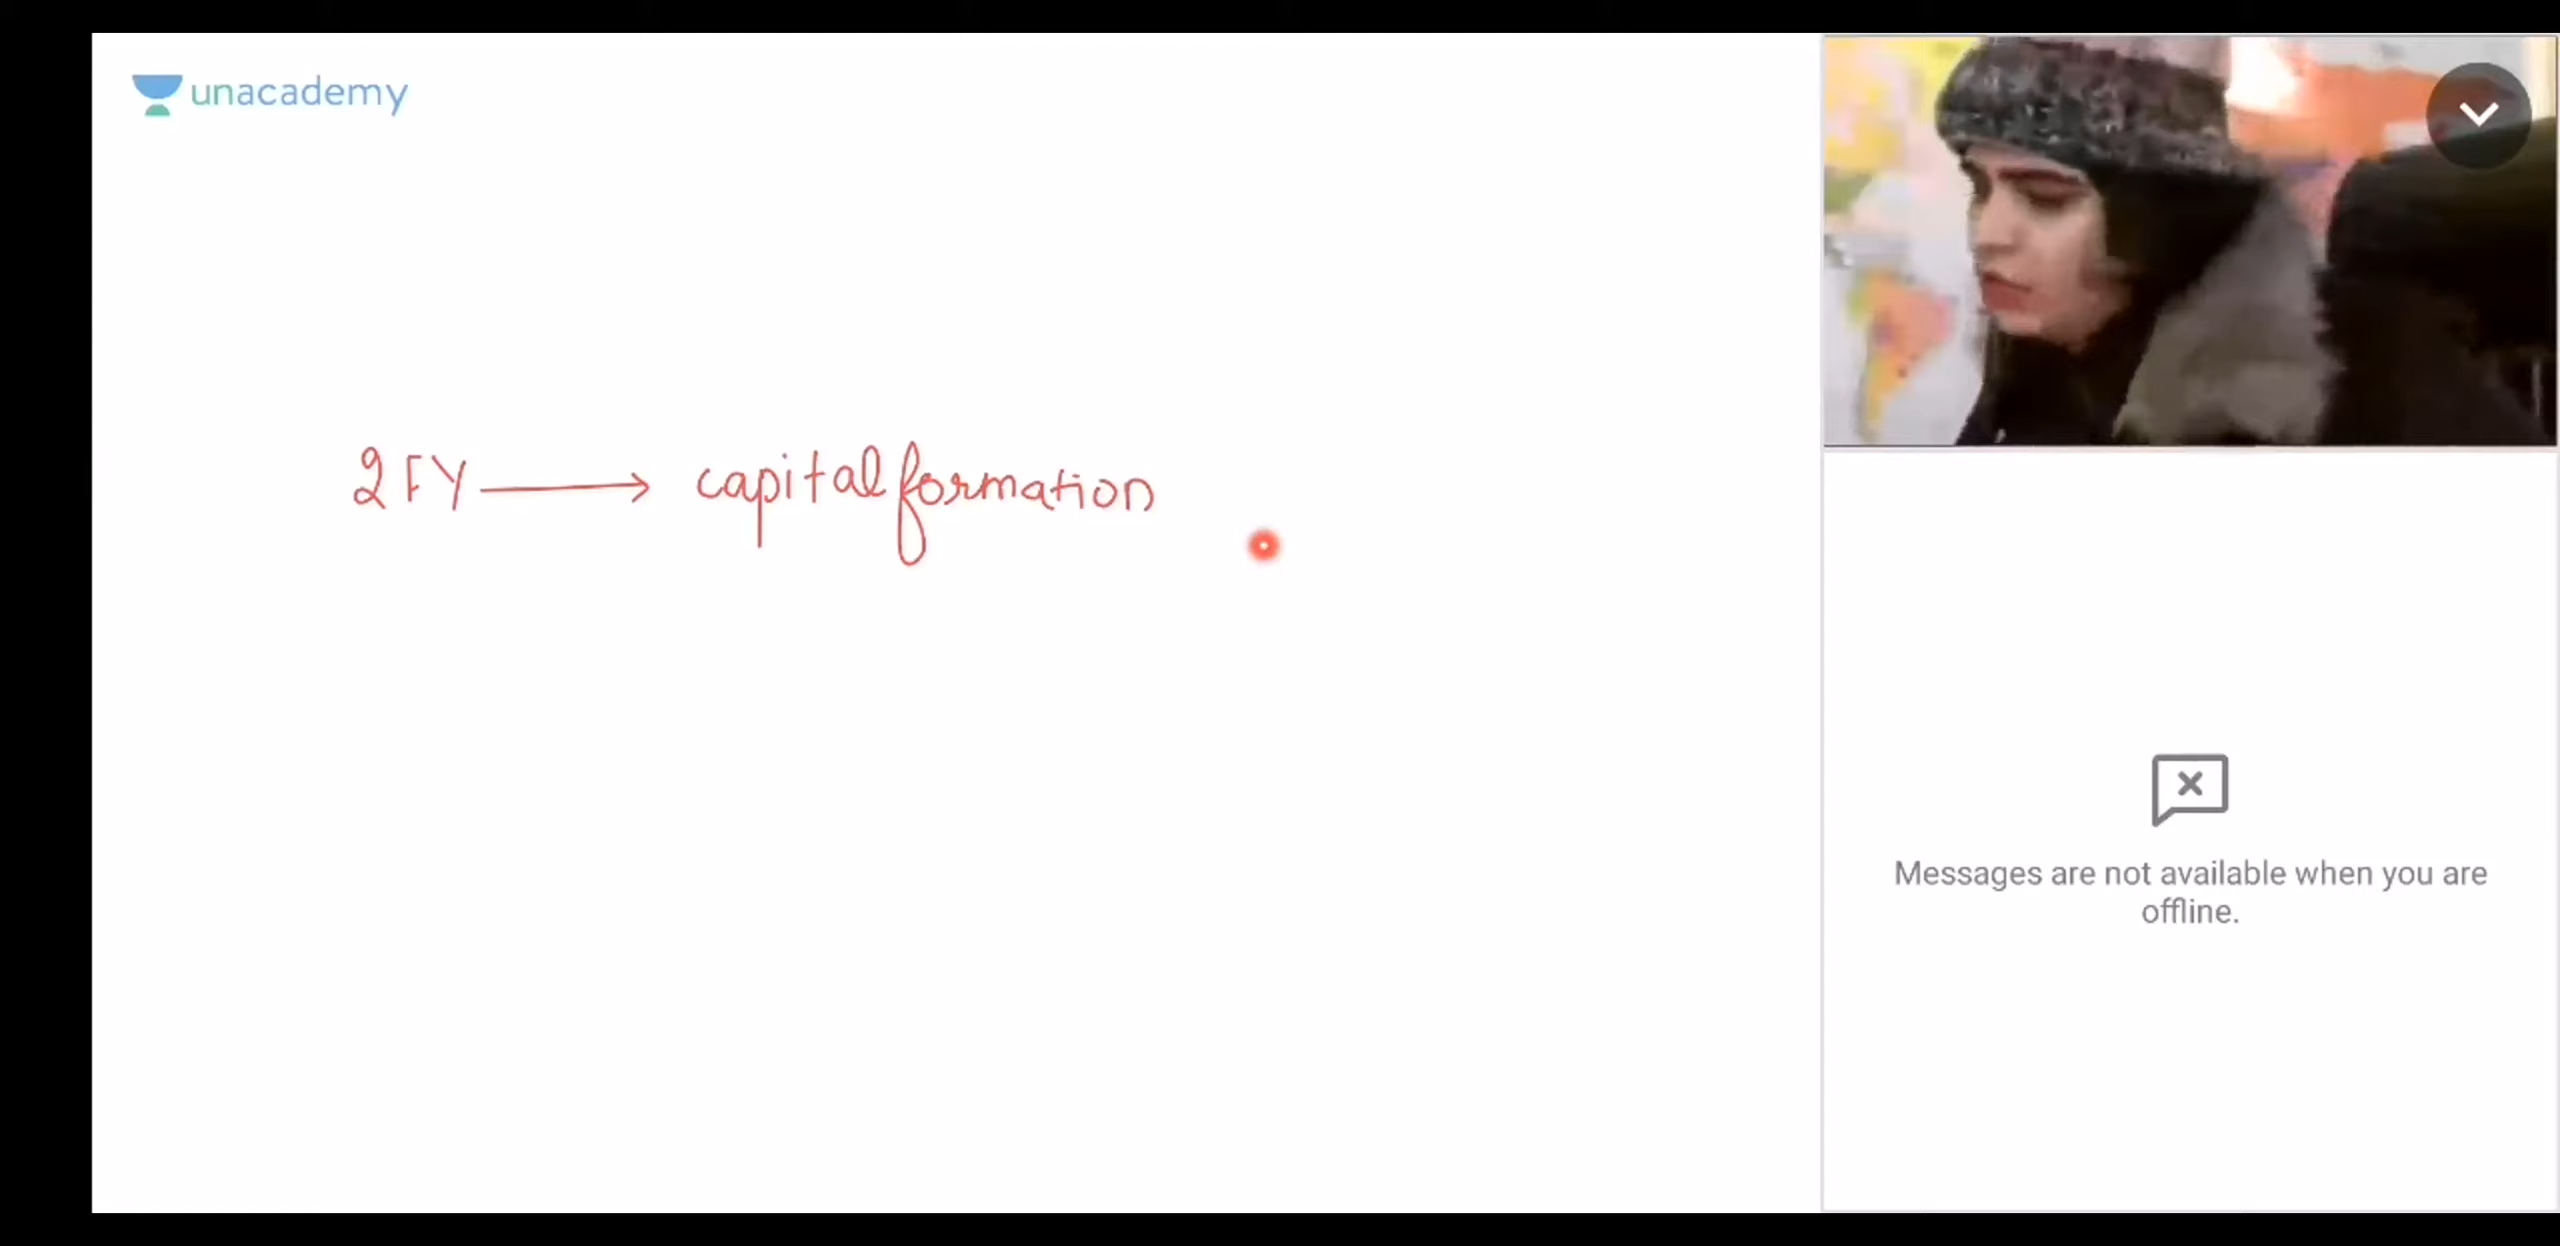 unacademy
2FY → capital formation
Messages are not available when you are
offline.